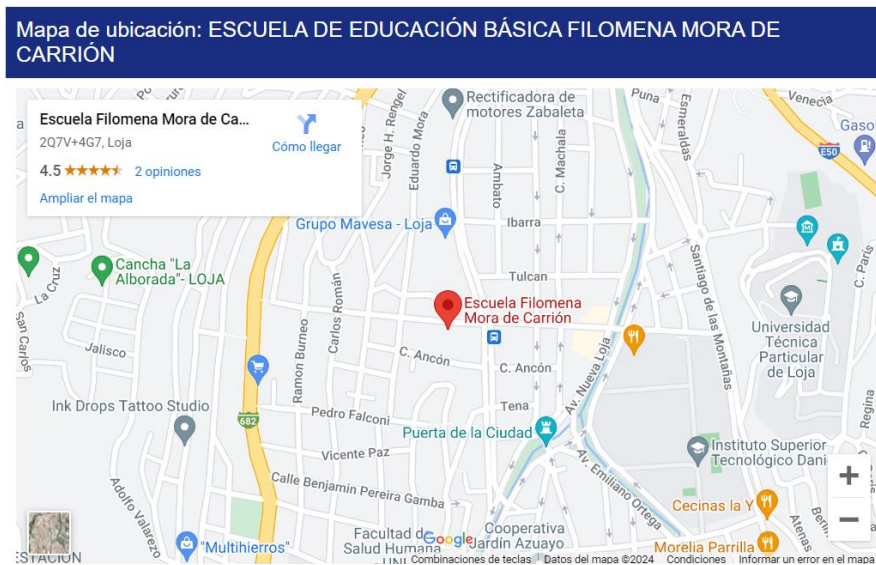 Mapa de ubicación: ESCUELA DE EDUCACIÓN BÁSICA FILOMENA MORA DE
CARRIÓN
Escuela Filomena Mora de Ca...
2Q7V+4G7, Loja
4.5
2 opiniones
Ampliar el mapa
Cómo llegar
Jorge H. Rengel
Eduardo Mora
Rectificadora de
motores Zabaleta
Ambato
C. Machala
Puna
Esmeraldas
Venecia
Gaso
E50
Grupo Mavesa - Loja
Ibarra
Tulcan
Cancha "La
Alborada"- LOJA
La Cruz
San Carlos
Jalisco
Carlos Román
Ramon Burneo
Escuela Filomena
Mora de Carrión
C. Ancón
C. Ancón
Av. Nueva Loja
Santiago de las Montañas
C. París
Universidad
Técnica
Particular
de Loja
Regina
Ink Drops Tattoo Studio
682
Pedro Falconi
Tena
Puerta de la Ciudad
Vicente Paz
Calle Benjamin Pereira Gamba
Av. Emiliano Ortega
Instituto Superior
Tecnológico Dani
Adolfo Valarezo
"Multihierros"
Facultad de
Salud Humana
Cooperativa
Jardín Azuayo
Cecinas la Y
Morelia Parrilla
Atenas
ESTACIÓN
Google
Combinaciones de teclas
Datos del mapa ©2024
Condiciones
Informar un error en el mapa